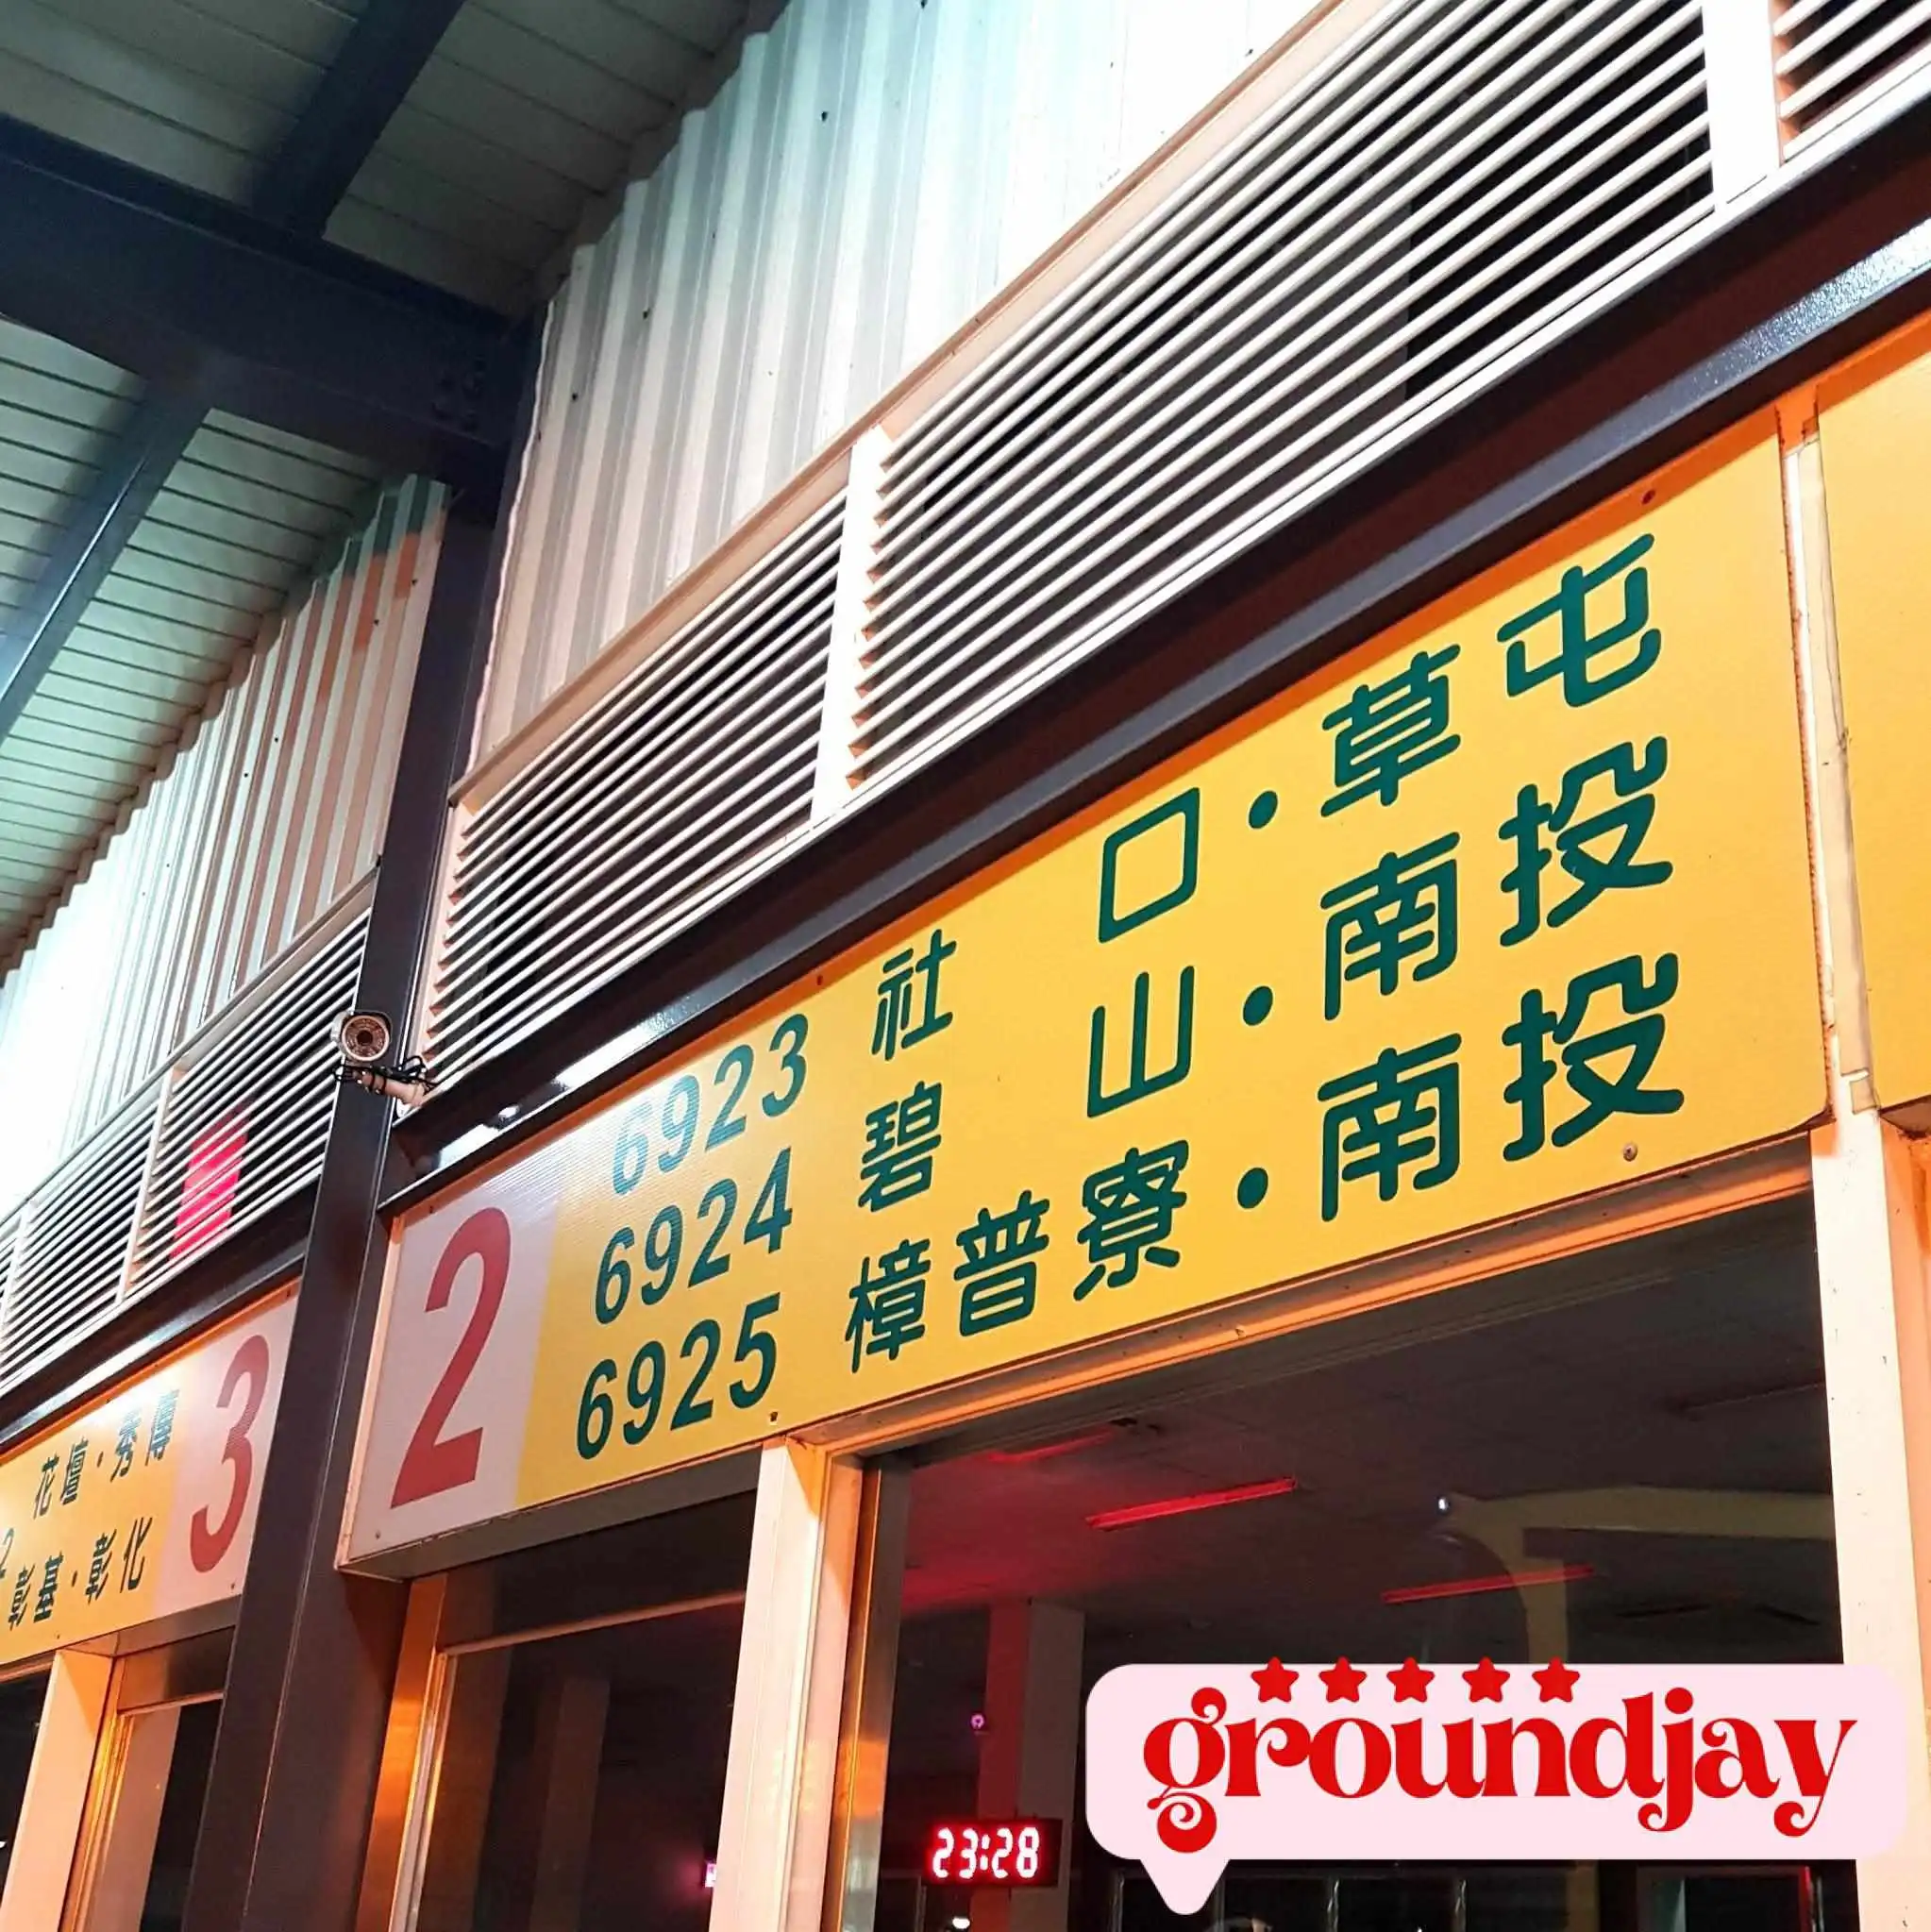 6923 社口・草屯
6924 碧山・南投
6925 樟普寮・南投
2
花壇・秀傳
2 彰基・彰化
3
23:28
groundjay